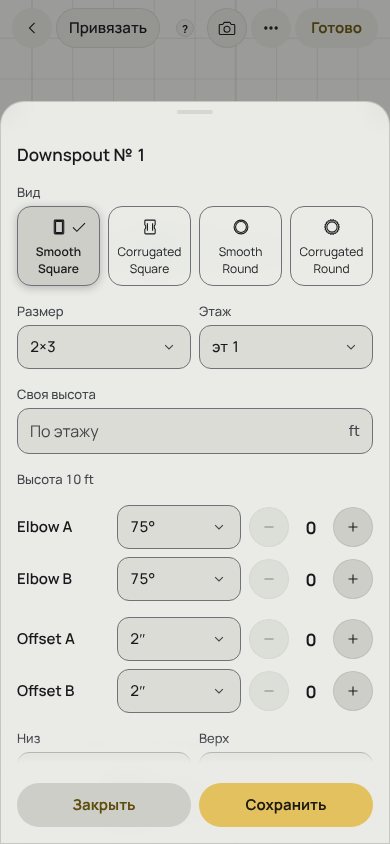 Привязать ? Готово
Downspout № 1
Вид
Smooth Square
Corrugated Square
Smooth Round
Corrugated Round
Размер Этаж
2×3 эт 1
Своя высота
По этажу ft
Высота 10 ft
Elbow A 75° − 0 +
Elbow B 75° − 0 +
Offset A 2″ − 0 +
Offset B 2″ − 0 +
Низ Верх
Закрыть Сохранить